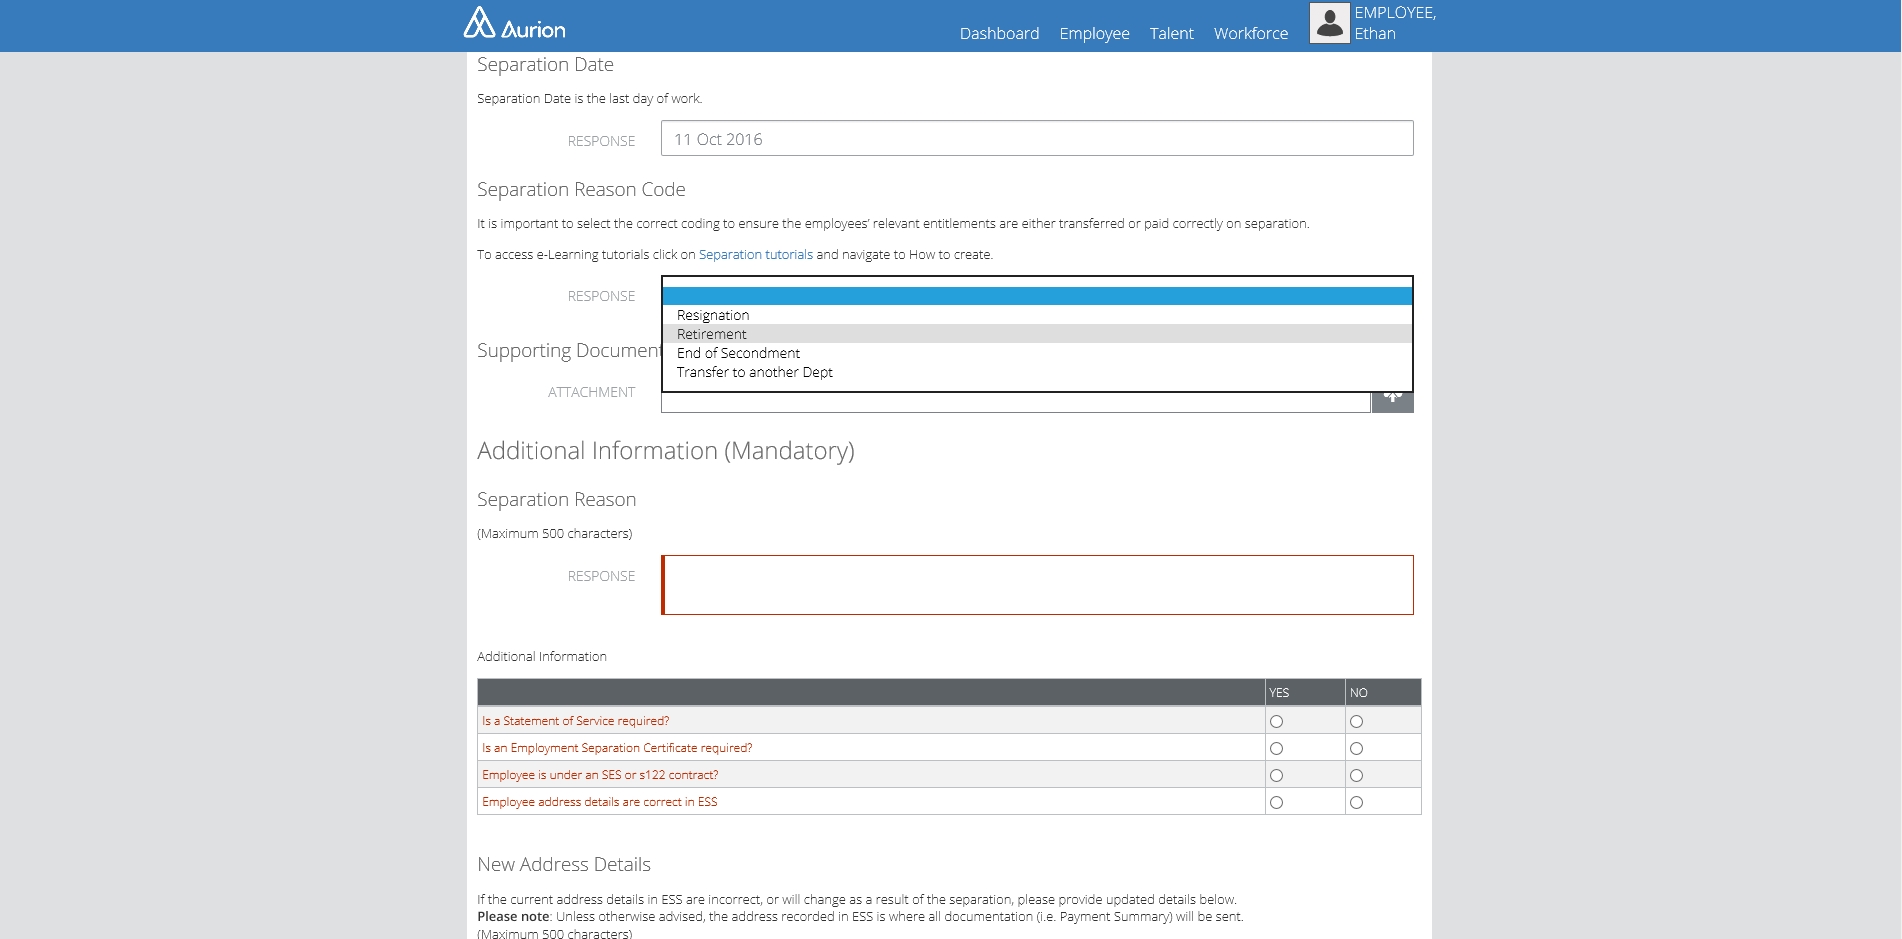 Aurion
Dashboard Employee Talent Workforce
EMPLOYEE,
Ethan
Separation Date
Separation Date is the last day of work.
RESPONSE
11 Oct 2016
Separation Reason Code
It is important to select the correct coding to ensure the employees' relevant entitlements are either transferred or paid correctly on separation.
To access e-Learning tutorials click on Separation tutorials and navigate to How to create.
RESPONSE
Resignation
Retirement
End of Secondment
Transfer to another Dept
Supporting Document
ATTACHMENT
Additional Information (Mandatory)
Separation Reason
(Maximum 500 characters)
RESPONSE
Additional Information
YES NO
Is a Statement of Service required?
Is an Employment Separation Certificate required?
Employee is under an SES or s122 contract?
Employee address details are correct in ESS
New Address Details
If the current address details in ESS are incorrect, or will change as a result of the separation, please provide updated details below.
Please note: Unless otherwise advised, the address recorded in ESS is where all documentation (i.e. Payment Summary) will be sent.
(Maximum 500 characters)